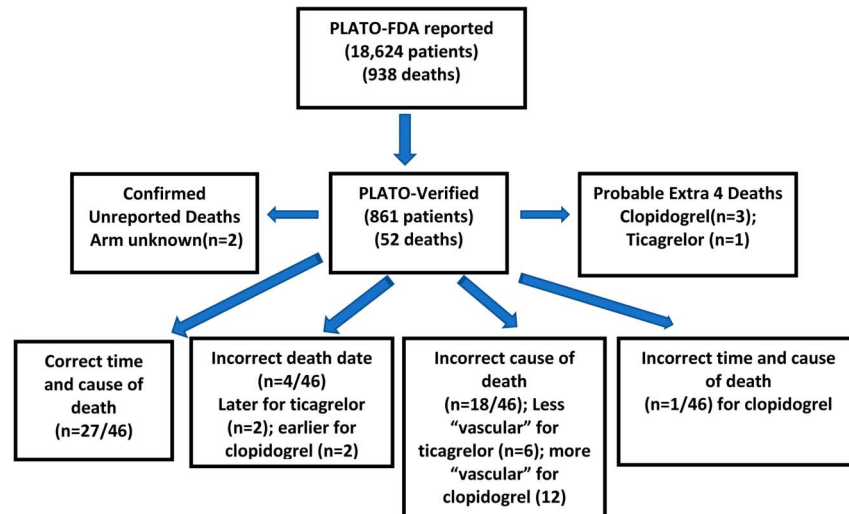 PLATO-FDA reported
(18,624 patients)
(938 deaths)
Confirmed
Unreported Deaths
Arm unknown(n=2)
PLATO-Verified
(861 patients)
(52 deaths)
Probable Extra 4 Deaths
Clopidogrel(n=3);
Ticagrelor (n=1)
Correct time
and cause of
death
(n=27/46)
Incorrect death date
(n=4/46)
Later for ticagrelor
(n=2); earlier for
clopidogrel (n=2)
Incorrect cause of
death
(n=18/46); Less
“vascular” for
ticagrelor (n=6); more
“vascular” for
clopidogrel (12)
Incorrect time and cause
of death
(n=1/46) for clopidogrel